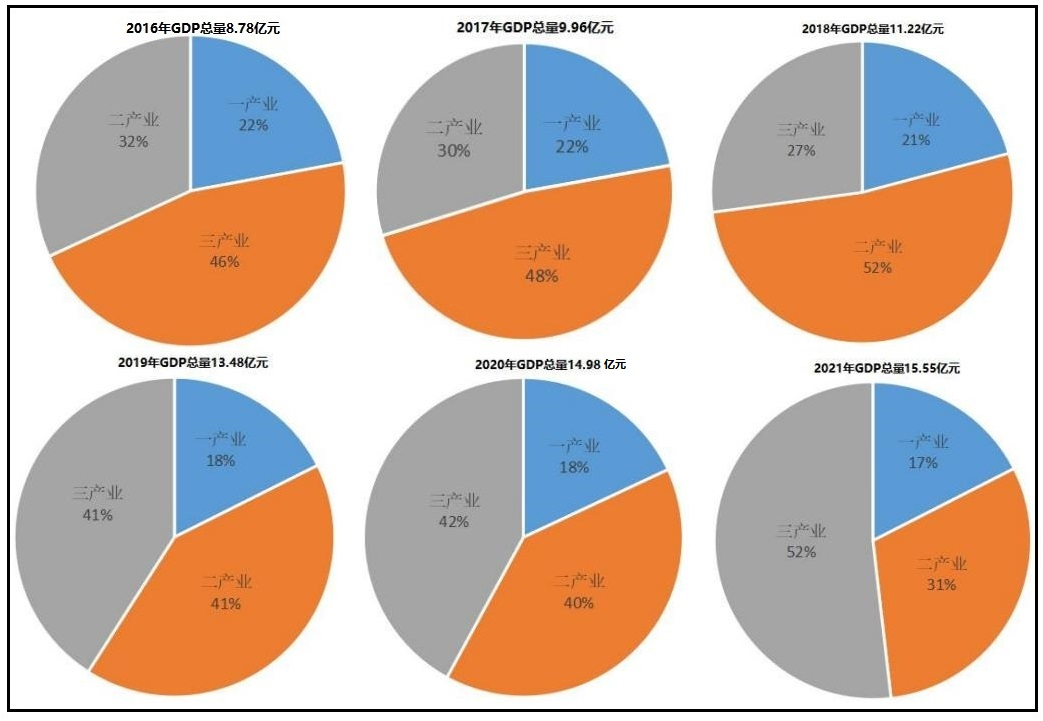 2016年GDP总量8.78亿元
二产业
32%
一产业
22%
三产业
46%
2017年GDP总量9.96亿元
二产业
30%
一产业
22%
三产业
48%
2018年GDP总量11.22亿元
三产业
27%
一产业
21%
二产业
52%
2019年GDP总量13.48亿元
一产业
18%
三产业
41%
二产业
41%
2020年GDP总量14.98 亿元
一产业
18%
三产业
42%
二产业
40%
2021年GDP总量15.55亿元
一产业
17%
三产业
52%
二产业
31%